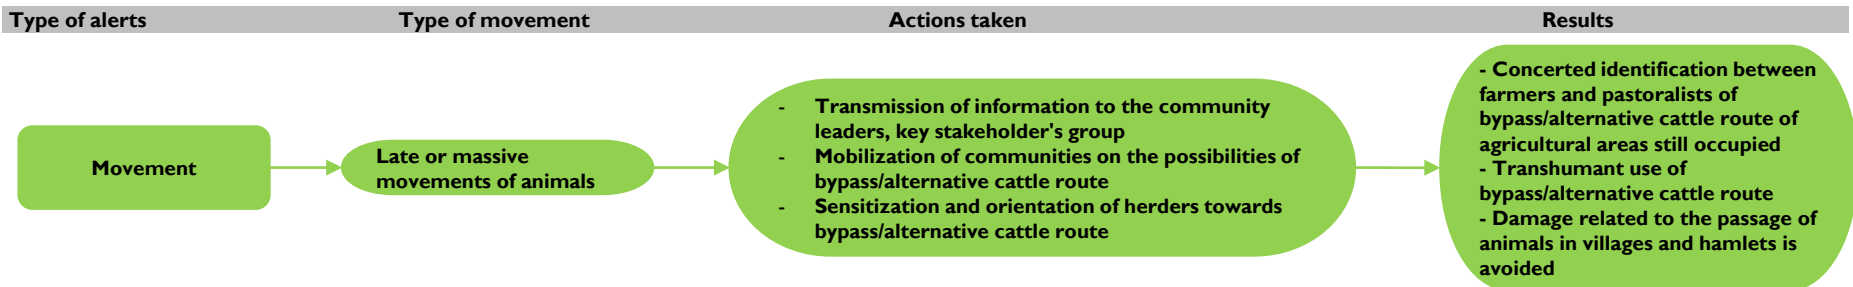 Type of alerts Type of movement Actions taken Results
Movement
Late or massive
movements of animals
- Transmission of information to the community
leaders, key stakeholder's group
- Mobilization of communities on the possibilities of
bypass/alternative cattle route
- Sensitization and orientation of herders towards
bypass/alternative cattle route
- Concerted identification between
farmers and pastoralists of
bypass/alternative cattle route of
agricultural areas still occupied
- Transhumant use of
bypass/alternative cattle route
- Damage related to the passage of
animals in villages and hamlets is
avoided